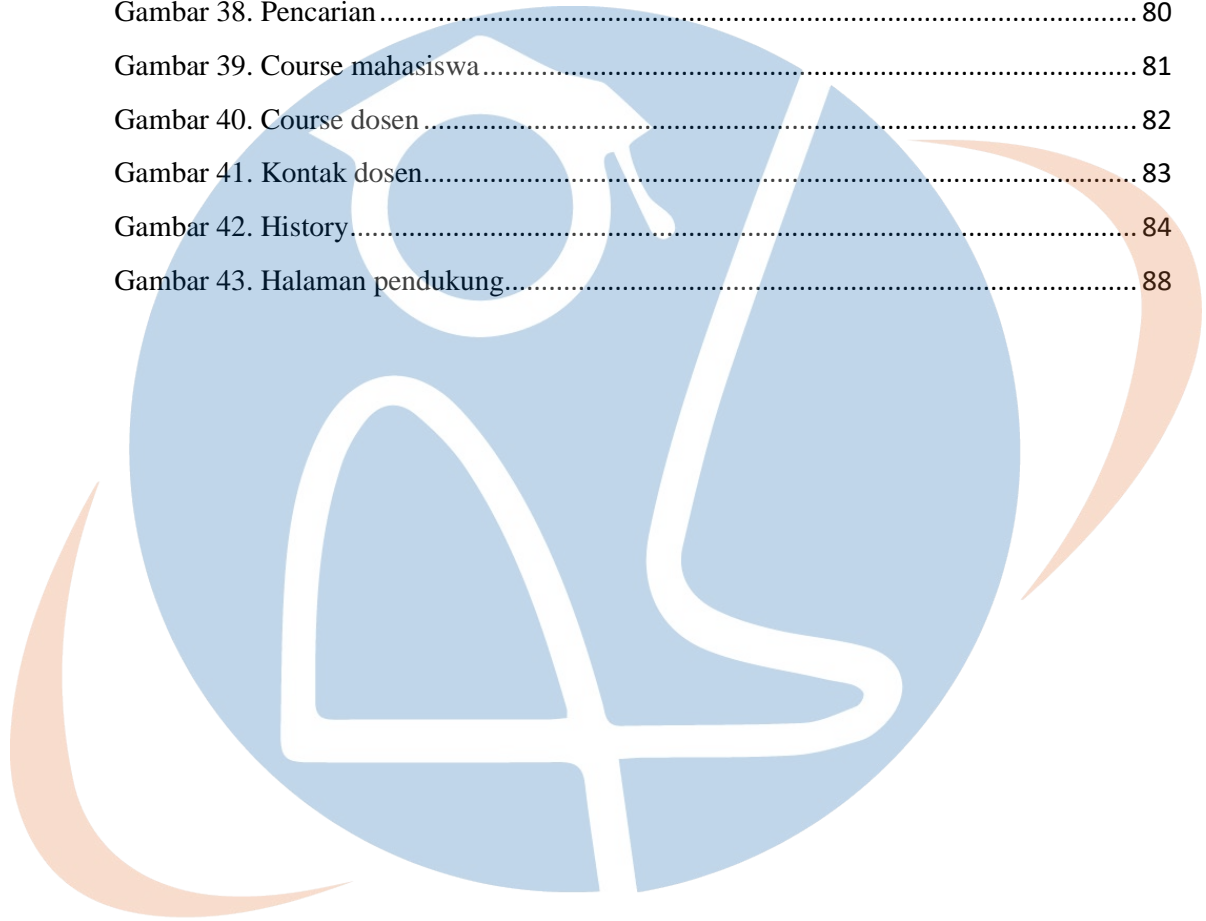 Gambar 38. Pencarian........................................................................................................ 80
Gambar 39. Course mahasiswa........................................................................................ 81
Gambar 40. Course dosen ................................................................................................ 82
Gambar 41. Kontak dosen................................................................................................ 83
Gambar 42. History.......................................................................................................... 84
Gambar 43. Halaman pendukung..................................................................................... 88